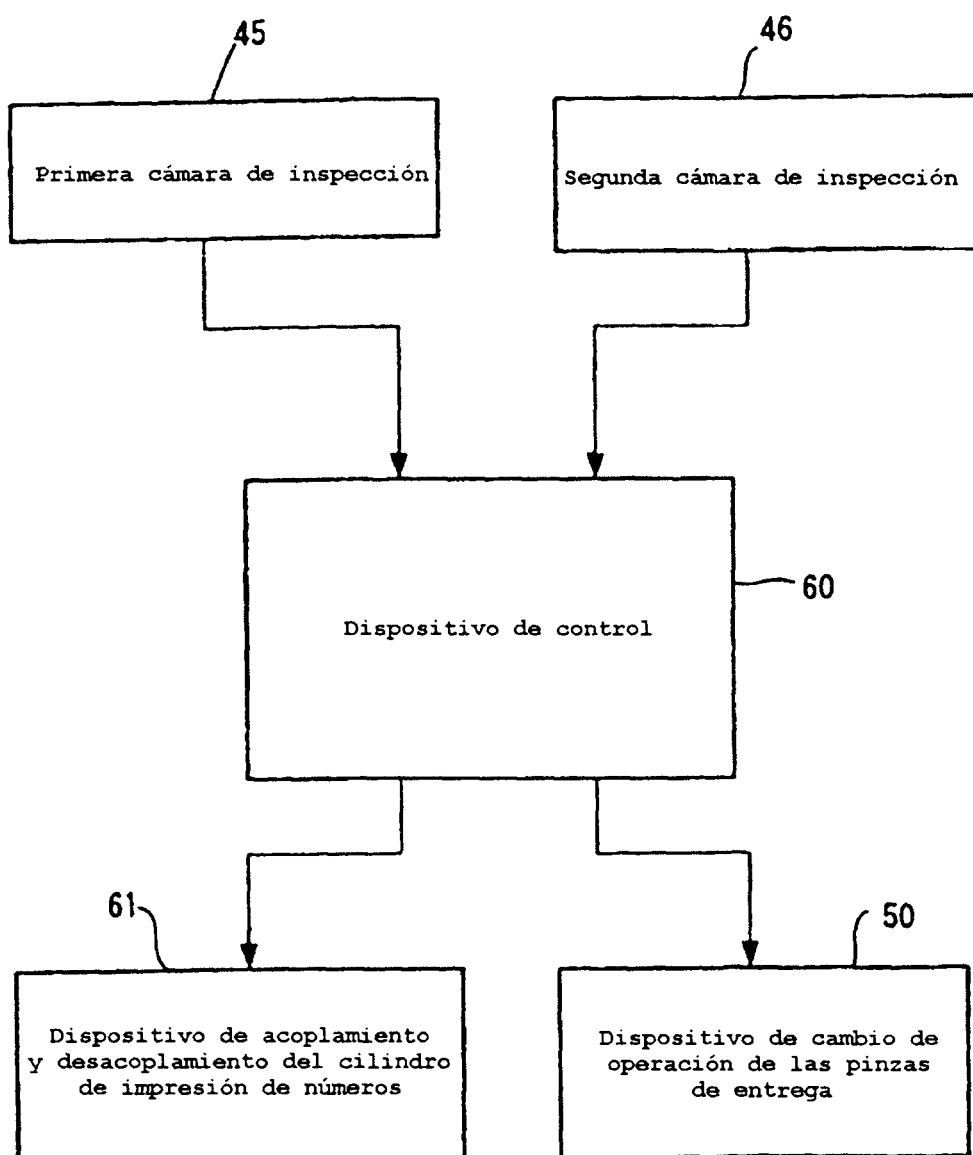 45
46
Primera cámara de inspección
Segunda cámara de inspección
60
Dispositivo de control
61
50
Dispositivo de acoplamiento
y desacoplamiento del cilindro
de impresión de números
Dispositivo de cambio de
operación de las pinzas
de entrega